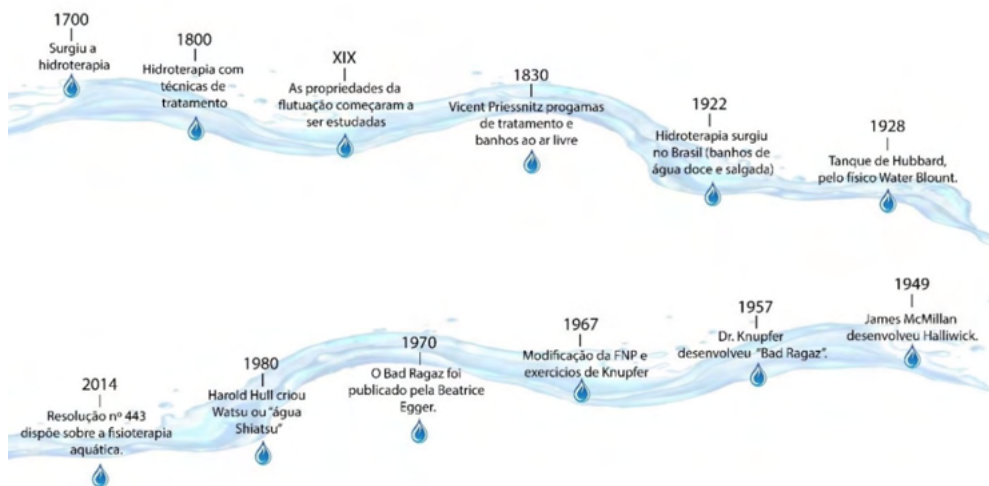 1700
Surgiu a
hidroterapia
1800
Hidroterapia com
técnicas de
tratamento
XIX
As propriedades da
flutuação começaram a
ser estudadas
1830
Vicent Priessnitz progamas
de tratamento e
banhos ao ar livre
1922
Hidroterapia surgiu
no Brasil (banhos de
água doce e salgada)
1928
Tanque de Hubbard,
pelo físico Water Blount.
1949
James McMillan
desenvolveu Halliwick.
1957
Dr. Knupfer
desenvolveu “Bad Ragaz”.
1967
Modificação da FNP e
exercicios de Knupfer
1970
O Bad Ragaz foi
publicado pela Beatrice
Egger.
1980
Harold Hull criou
Watsu ou “água
Shiatsu”
2014
Resolução nº 443
dispõe sobre a fisioterapia
aquática.